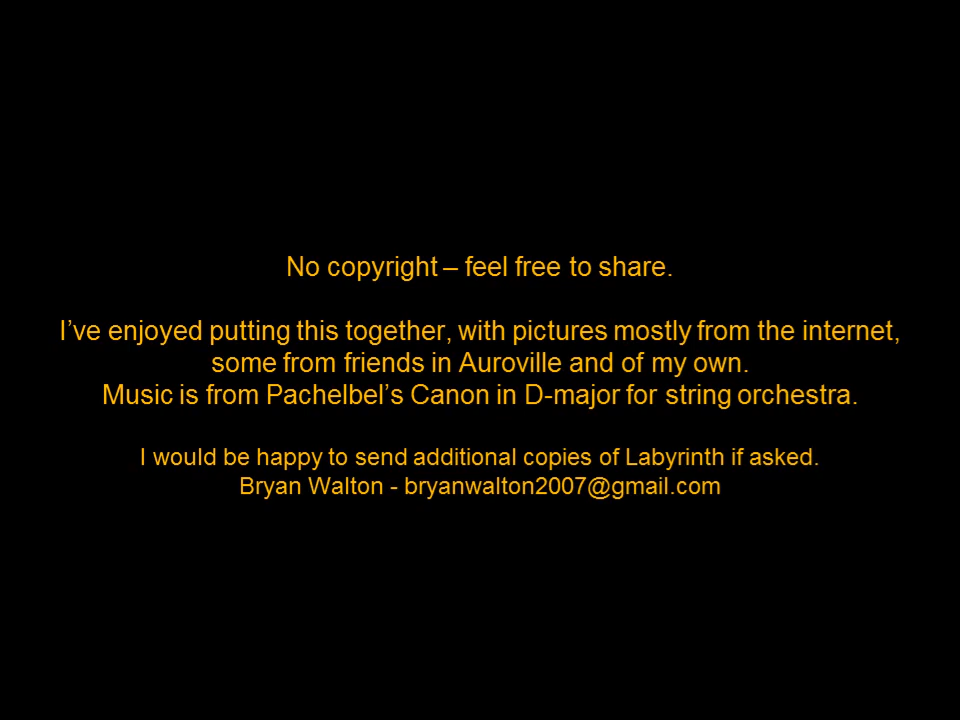 No copyright – feel free to share.
I’ve enjoyed putting this together, with pictures mostly from the internet,
some from friends in Auroville and of my own.
Music is from Pachelbel’s Canon in D-major for string orchestra.
I would be happy to send additional copies of Labyrinth if asked.
Bryan Walton - bryanwalton2007@gmail.com